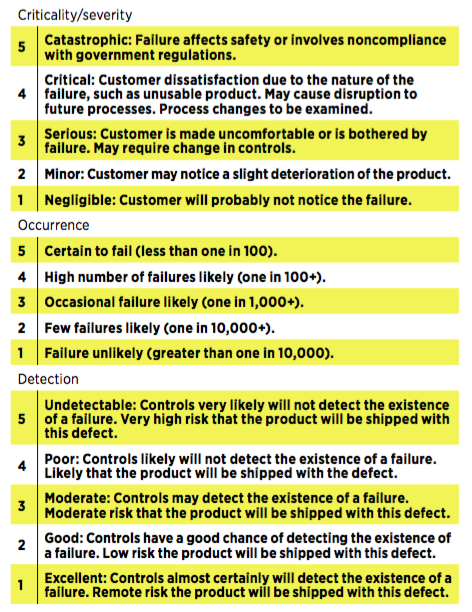 Criticality/severity
5 Catastrophic: Failure affects safety or involves noncompliance
with government regulations.
4 Critical: Customer dissatisfaction due to the nature of the
failure, such as unusable product. May cause disruption to
future processes. Process changes to be examined.
3 Serious: Customer is made uncomfortable or is bothered by
failure. May require change in controls.
2 Minor: Customer may notice a slight deterioration of the product.
1 Negligible: Customer will probably not notice the failure.
Occurrence
5 Certain to fail (less than one in 100).
4 High number of failures likely (one in 100+).
3 Occasional failure likely (one in 1,000+).
2 Few failures likely (one in 10,000+).
1 Failure unlikely (greater than one in 10,000).
Detection
5 Undetectable: Controls very likely will not detect the existence
of a failure. Very high risk that the product will be shipped with
this defect.
4 Poor: Controls likely will not detect the existence of a failure.
Likely that the product will be shipped with the defect.
3 Moderate: Controls may detect the existence of a failure.
Moderate risk that the product will be shipped with this defect.
2 Good: Controls have a good chance of detecting the existence of
a failure. Low risk the product will be shipped with this defect.
1 Excellent: Controls almost certainly will detect the existence of a
failure. Remote risk the product will be shipped with this defect.